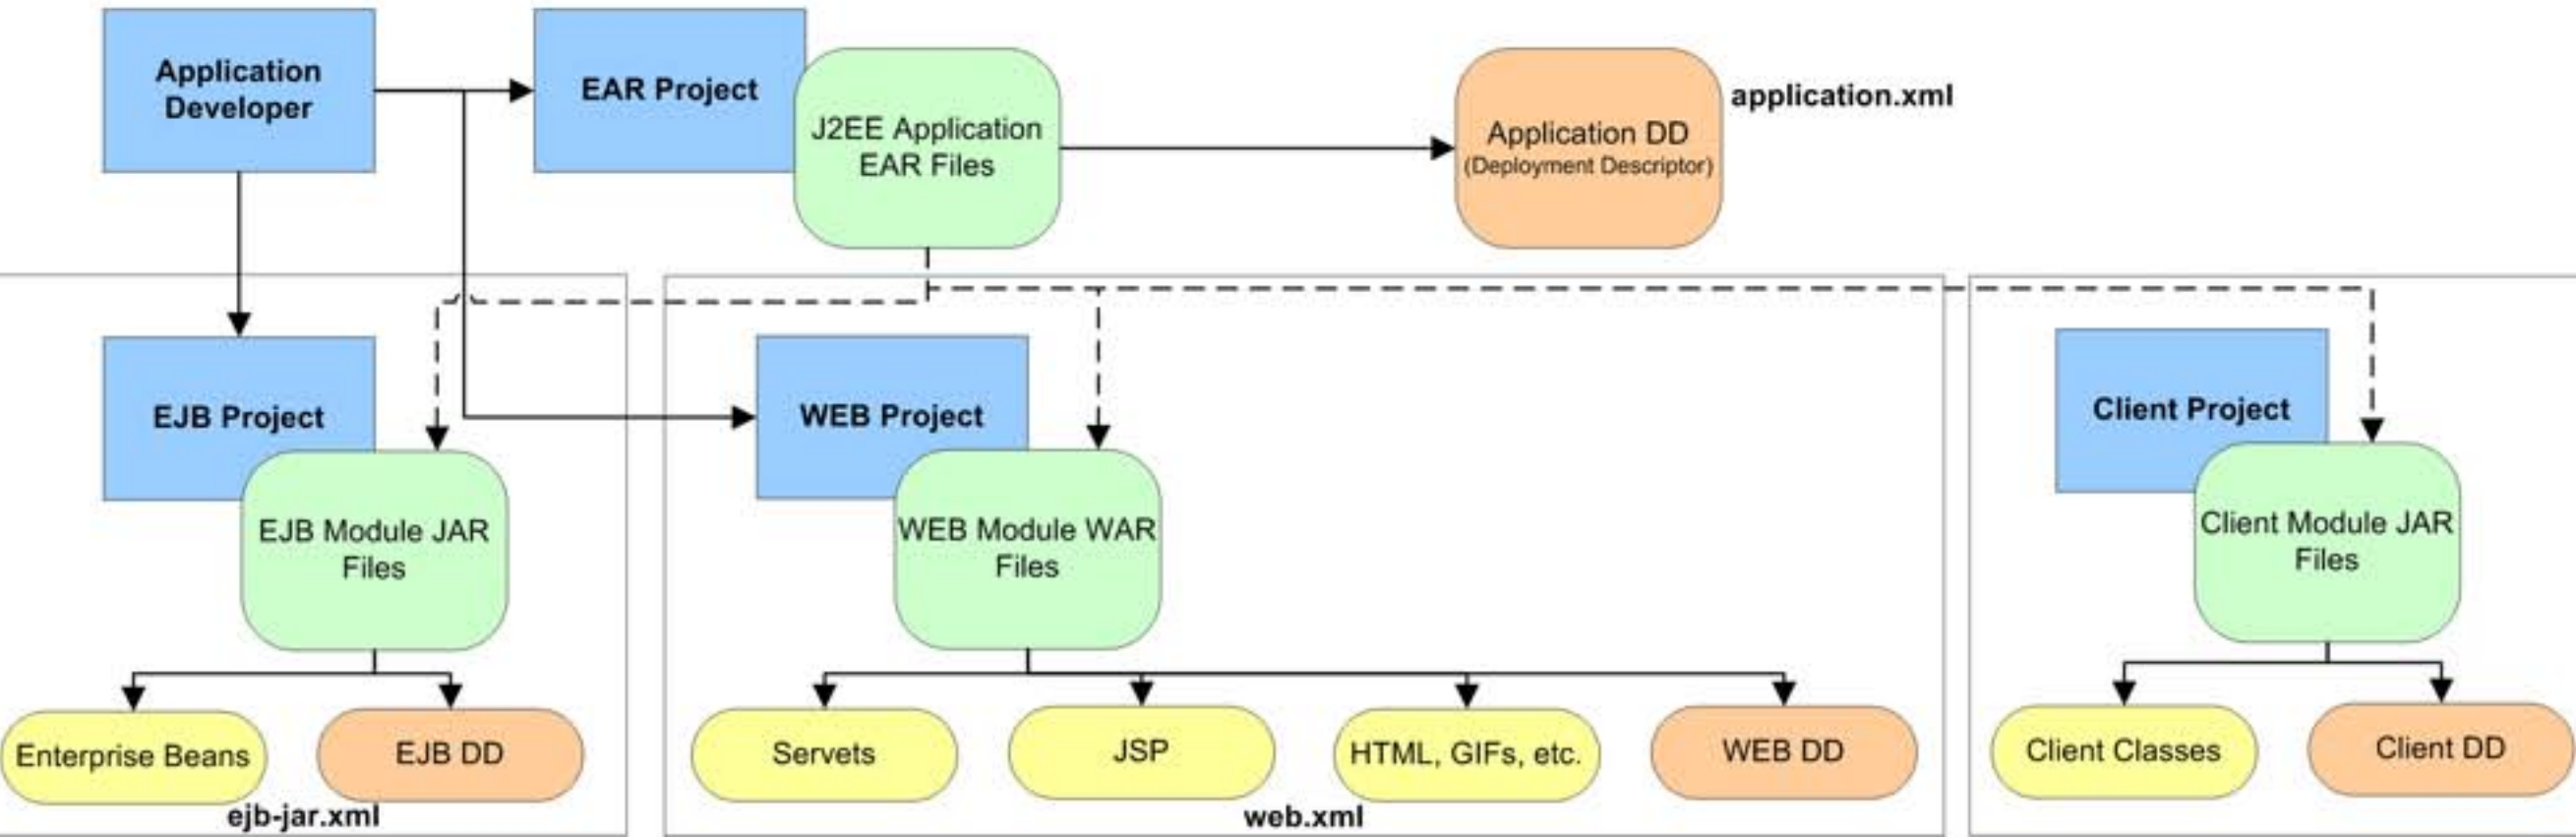 Application
Developer
EAR Project
J2EE Application
EAR Files
Application DD
(Deployment Descriptor)
application.xml
EJB Project
EJB Module JAR
Files
Enterprise Beans
EJB DD
ejb-jar.xml
WEB Project
WEB Module WAR
Files
Servets
JSP
HTML, GIFs, etc.
WEB DD
web.xml
Client Project
Client Module JAR
Files
Client Classes
Client DD